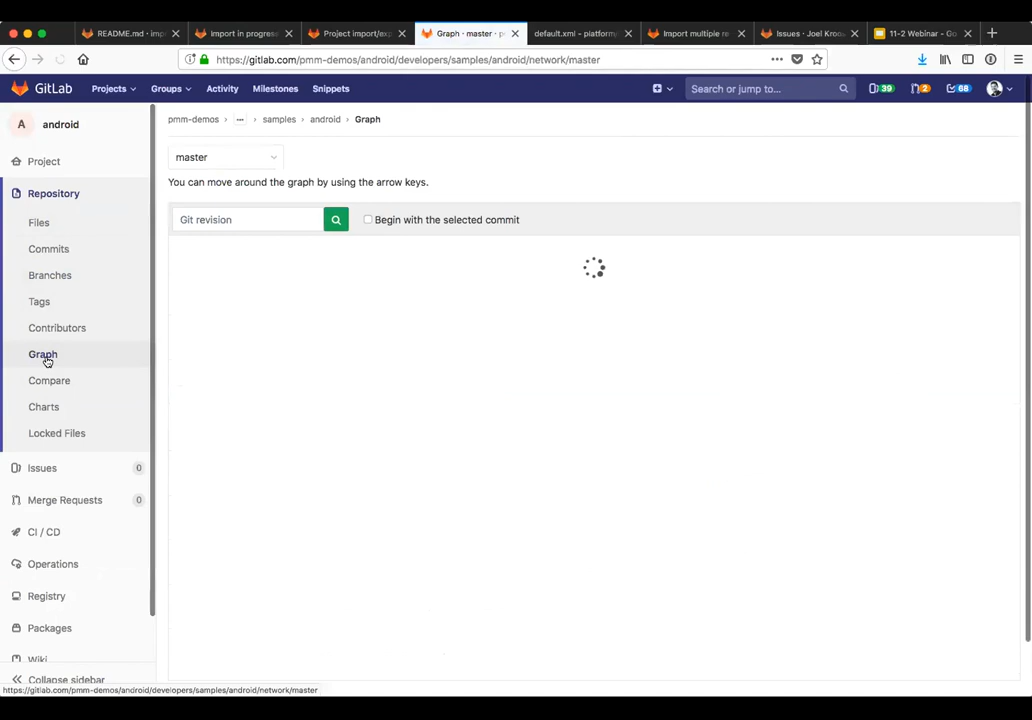 README.md - imp
Import in progress
Project import/exp
Graph · master · p
default.xml - platform
Import multiple re
Issues · Joel Kroo
11-2 Webinar - Go
https://gitlab.com/pmm-demos/android/developers/samples/android/network/master
GitLab
Projects
Groups
Activity
Milestones
Snippets
Search or jump to...
39
2
68
A
android
pmm-demos
samples
android
Graph
master
You can move around the graph by using the arrow keys.
Git revision
Begin with the selected commit
Project
Repository
Files
Commits
Branches
Tags
Contributors
Graph
Compare
Charts
Locked Files
Issues 0
Merge Requests 0
CI / CD
Operations
Registry
Packages
Wiki
Collapse sidebar
https://gitlab.com/pmm-demos/android/developers/samples/android/network/master